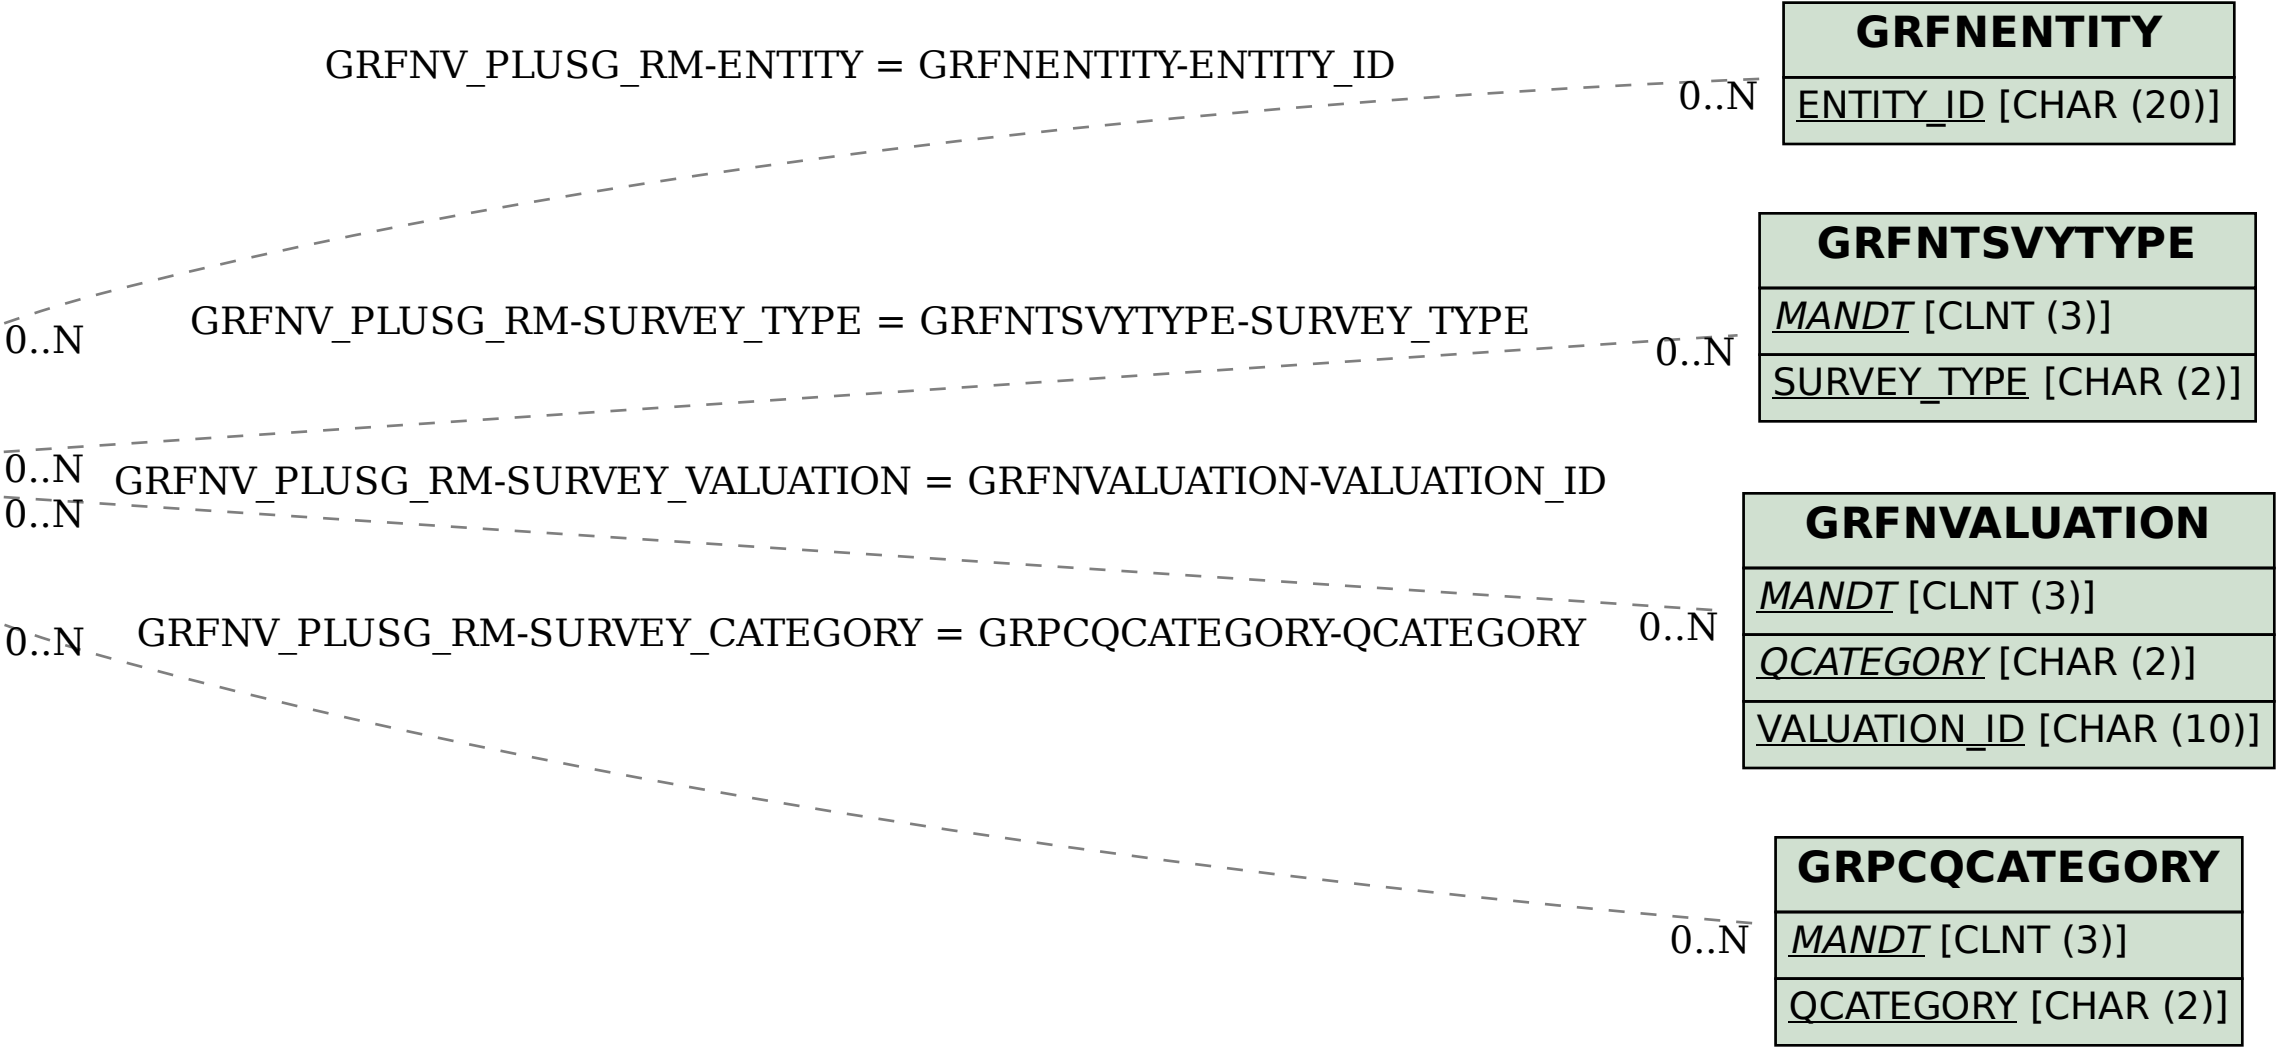 GRFNENTITY
GRFNV_PLUSG_RM-ENTITY = GRFNENTITY-ENTITY_ID
0..N
ENTITY_ID [CHAR (20)]
GRFNTSVYTYPE
GRFNV_PLUSG_RM-SURVEY_TYPE = GRFNTSVYTYPE-SURVEY_TYPE
MANDT [CLNT (3)]
0..N
0..N
SURVEY_TYPE [CHAR (2)]
0..N
GRFNV_PLUSG_RM-SURVEY_VALUATION = GRFNVALUATION-VALUATION_ID
0..N
GRFNVALUATION
MANDT [CLNT (3)]
0..N
GRFNV_PLUSG_RM-SURVEY_CATEGORY = GRPCQCATEGORY-QCATEGORY
0..N
QCATEGORY [CHAR (2)]
VALUATION_ID [CHAR (10)]
GRPCQCATEGORY
0..N
MANDT [CLNT (3)]
QCATEGORY [CHAR (2)]